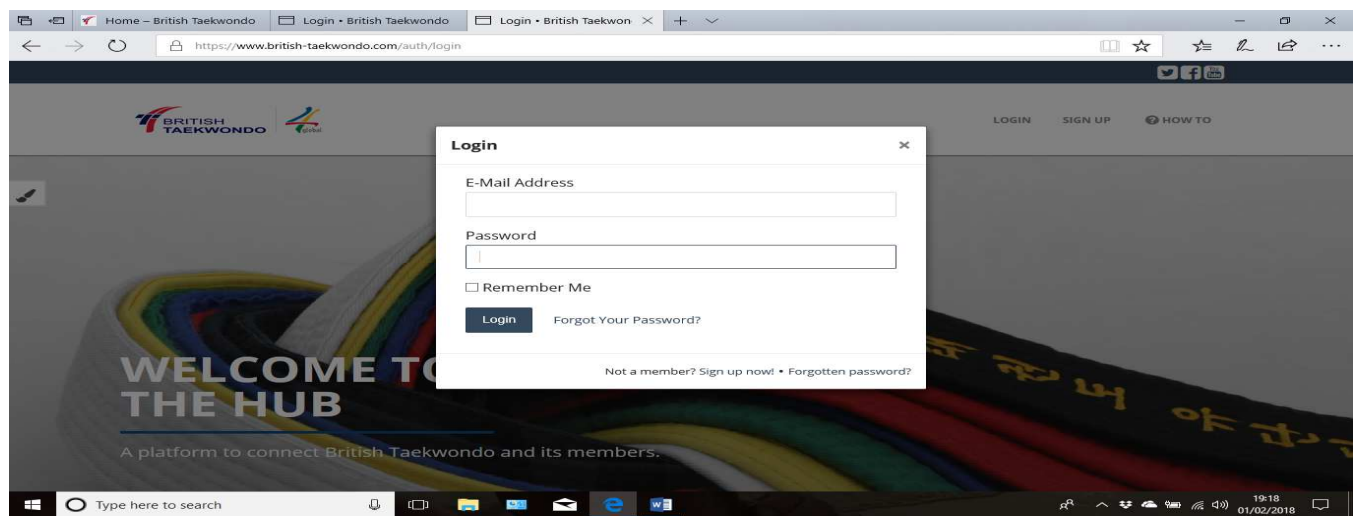 Home – British Taekwondo
Login • British Taekwondo
Login • British Taekwon
https://www.british-taekwondo.com/auth/login
BRITISH TAEKWONDO
LOGIN SIGN UP HOW TO
Login
E-Mail Address
Password
Remember Me
Login Forgot Your Password?
Not a member? Sign up now! • Forgotten password?
WELCOME TO
THE HUB
A platform to connect British Taekwondo and its members.
Type here to search
19:18
01/02/2018